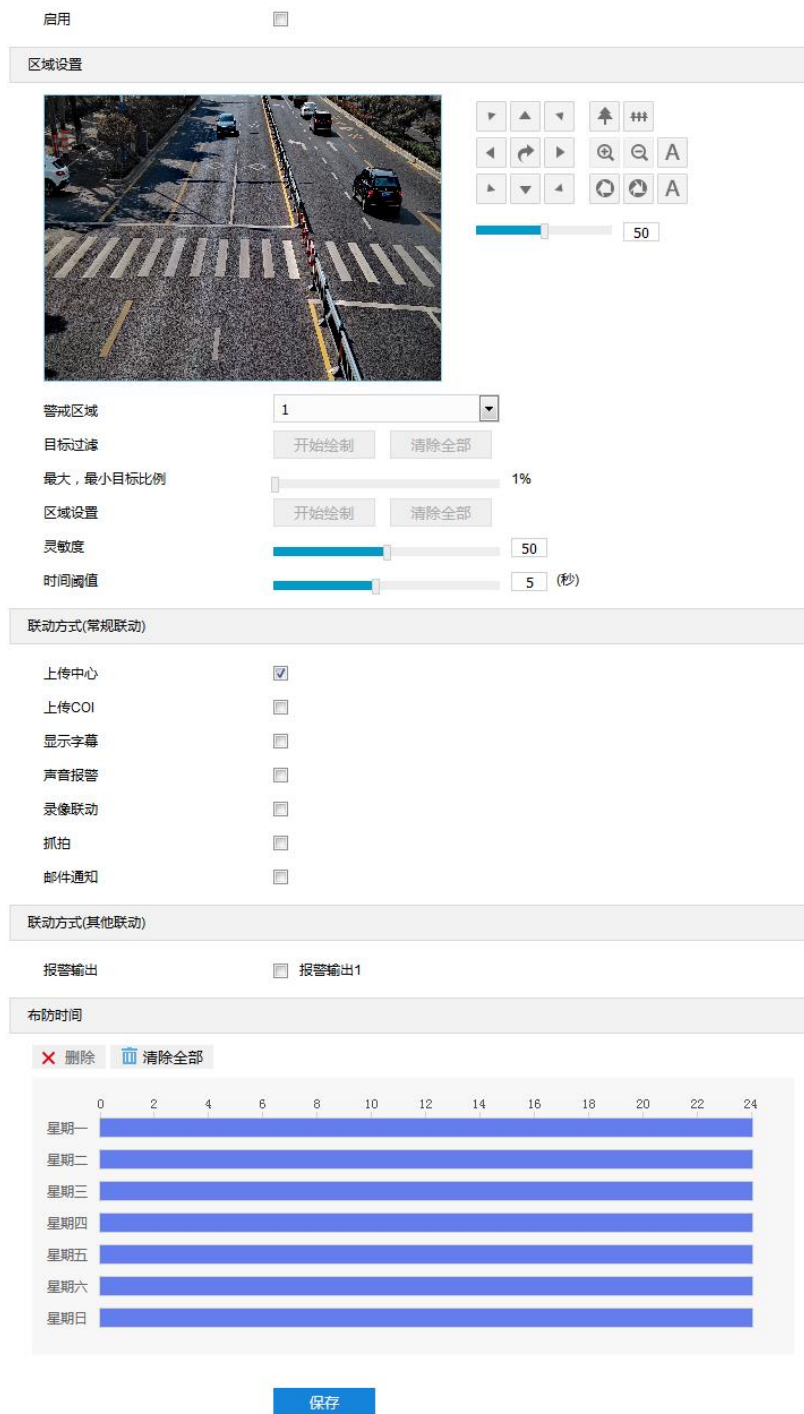 启用
区域设置
A
A
50
警戒区域 1
目标过滤 开始绘制 清除全部
最大，最小目标比例 1%
区域设置 开始绘制 清除全部
灵敏度 50
时间阈值 5 (秒)
联动方式(常规联动)
上传中心
上传COI
显示字幕
声音报警
录像联动
抓拍
邮件通知
联动方式(其他联动)
报警输出 报警输出1
布防时间
删除 清除全部
0 2 4 6 8 10 12 14 16 18 20 22 24
星期一
星期二
星期三
星期四
星期五
星期六
星期日
保存